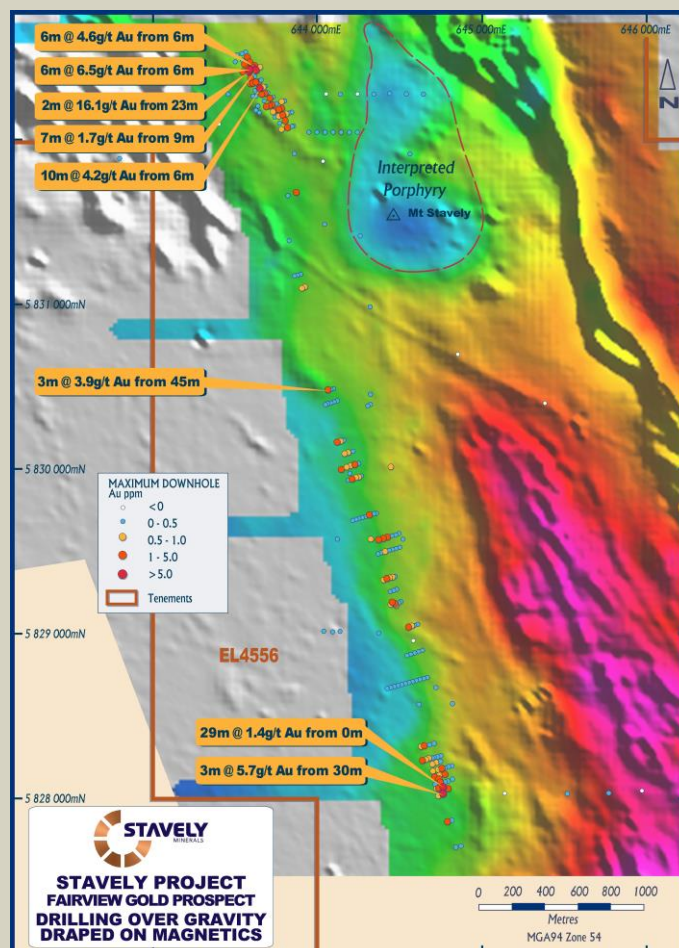 644 000mE
645 000mE
646 000mE
6m @ 4.6g/t Au from 6m
6m @ 6.5g/t Au from 6m
2m @ 16.1g/t Au from 23m
7m @ 1.7g/t Au from 9m
10m @ 4.2g/t Au from 6m
N
Interpreted
Porphyry
Mt Stavely
5 831 000mN
3m @ 3.9g/t Au from 45m
5 830 000mN
MAXIMUM DOWNHOLE
Au ppm
<0
0 - 0.5
0.5 - 1.0
1 - 5.0
>5.0
Tenements
5 829 000mN
EL4556
29m @ 1.4g/t Au from 0m
3m @ 5.7g/t Au from 30m
5 828 000mN
STAVELY
MINERALS
STAVELY PROJECT
FAIRVIEW GOLD PROSPECT
DRILLING OVER GRAVITY
DRAPED ON MAGNETICS
0 200 400 600 800 1000
Metres
MGA94 Zone 54